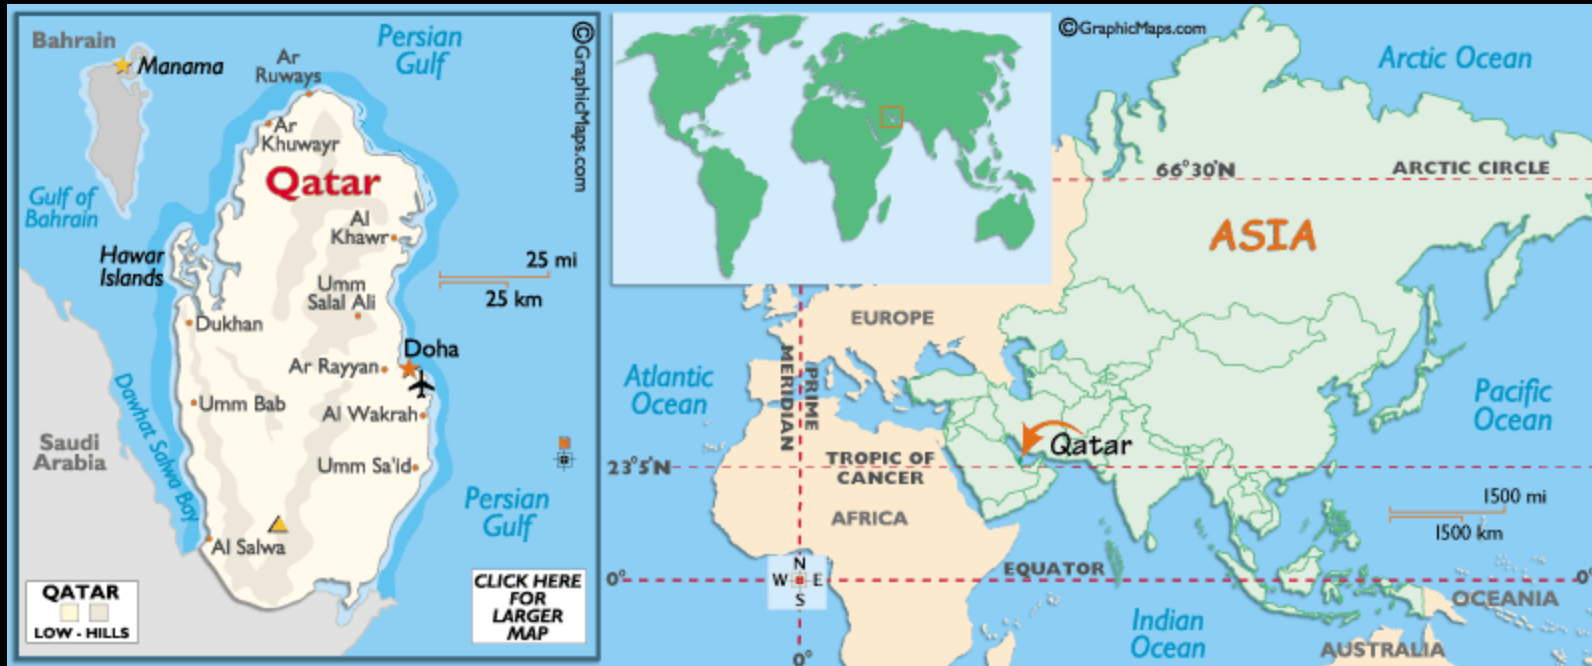 Bahrain
Manama
Ar
Ruways
Persian
Gulf
©GraphicMaps.com
Ar
Khuwayr
Qatar
Gulf of
Bahrain
Al
Khawr
Hawar
Islands
25 mi
25 km
Umm
Salal Ali
Dukhan
Doha
Ar Rayyan
Umm Bab
Al Wakrah
Dawhat Salwa Bay
Saudi
Arabia
N
Umm Sa'id
Persian
Gulf
Al Salwa
QATAR
LOW - HILLS
CLICK HERE
FOR
LARGER
MAP
©GraphicMaps.com
Arctic Ocean
66°30'N
ARCTIC CIRCLE
ASIA
EUROPE
Atlantic
Ocean
PRIME
MERIDIAN
Pacific
Ocean
Qatar
23°5'N
TROPIC OF
CANCER
AFRICA
1500 mi
1500 km
N
W E
S
0°
EQUATOR
0°
OCEANIA
Indian
Ocean
AUSTRALIA
0°